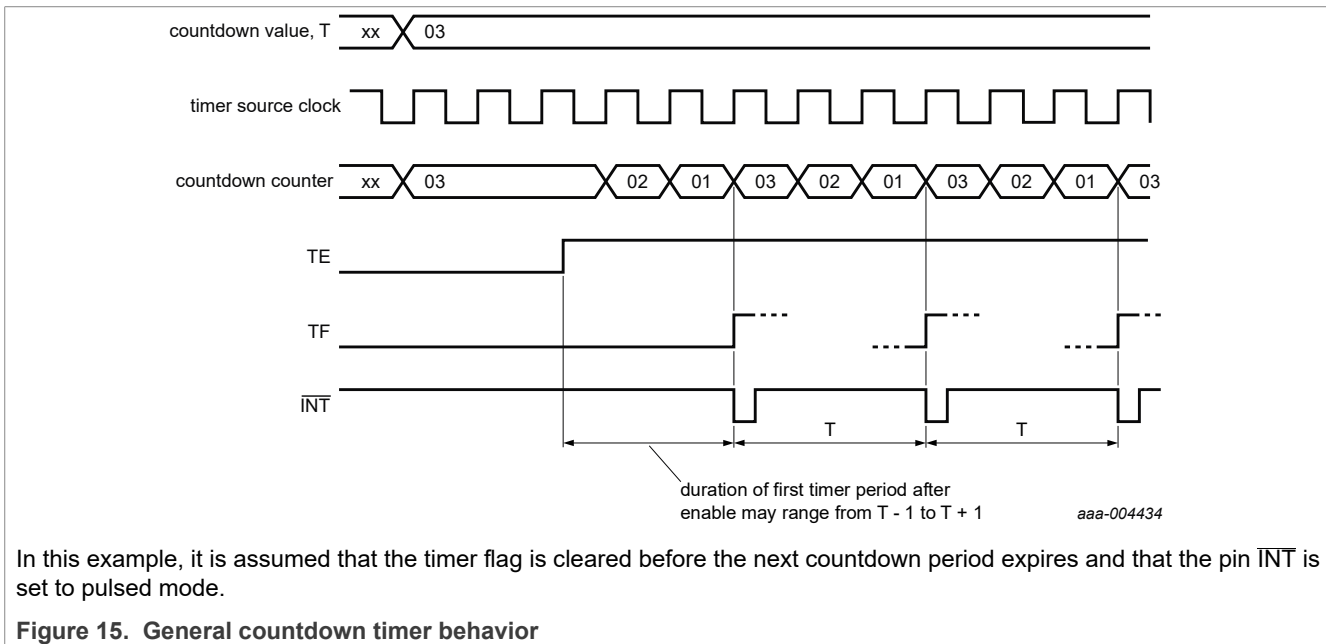 countdown value, T xx 03
timer source clock
countdown counter xx 03 02 01 03 02 01 03 02 01 03
TE
TF
INT
T T
duration of first timer period after
enable may range from T - 1 to T + 1
aaa-004434
In this example, it is assumed that the timer flag is cleared before the next countdown period expires and that the pin INT is
set to pulsed mode.
Figure 15. General countdown timer behavior